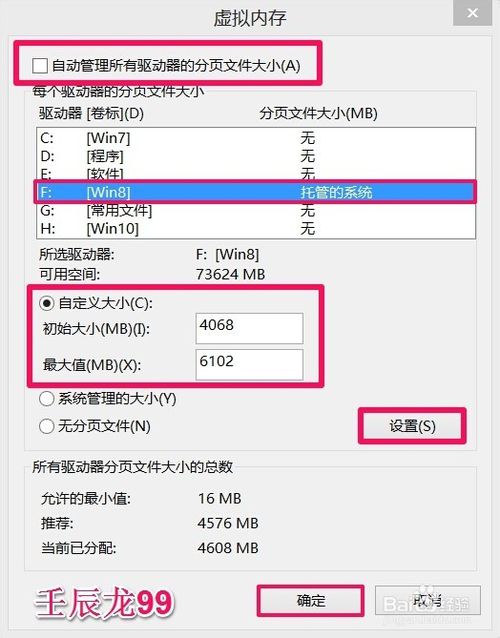 虚拟内存
自动管理所有驱动器的分页文件大小(A)
每个驱动器的分页文件大小
驱动器 [卷标](D) 分页文件大小(MB)
C: [Win7] 无
D: [程序] 无
E: [软件] 无
F: [Win8] 托管的系统
G: [常用文件] 无
H: [Win10] 无
所选驱动器: F: [Win8]
可用空间: 73624 MB
自定义大小(C):
初始大小(MB)(I): 4068
最大值(MB)(X): 6102
系统管理的大小(Y)
无分页文件(N)
设置(S)
所有驱动器分页文件大小的总数
允许的最小值: 16 MB
推荐: 4576 MB
当前已分配: 4608 MB
壬辰龙99
确定 取消
Bai 经验